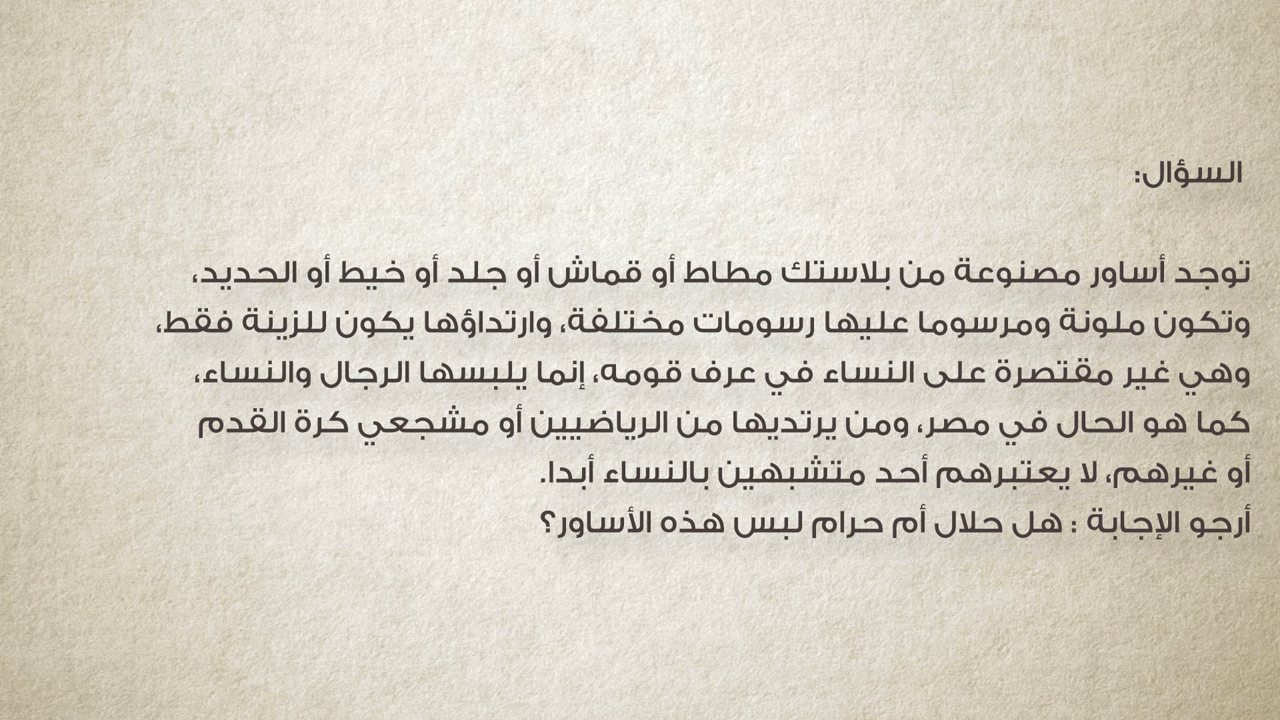 السؤال:
توجد أساور مصنوعة من بلاستك مطاط أو قماش أو جلد أو خيط أو الحديد،
وتكون ملونة ومرسوما عليها رسومات مختلفة، وارتداؤها يكون للزينة فقط،
وهي غير مقتصرة على النساء في عرف قومه، إنما يلبسها الرجال والنساء،
كما هو الحال في مصر، ومن يرتديها من الرياضيين أو مشجعي كرة القدم
أو غيرهم، لا يعتبرهم أحد متشبهين بالنساء أبدا.
أرجو الإجابة : هل حلال أم حرام لبس هذه الأساور؟